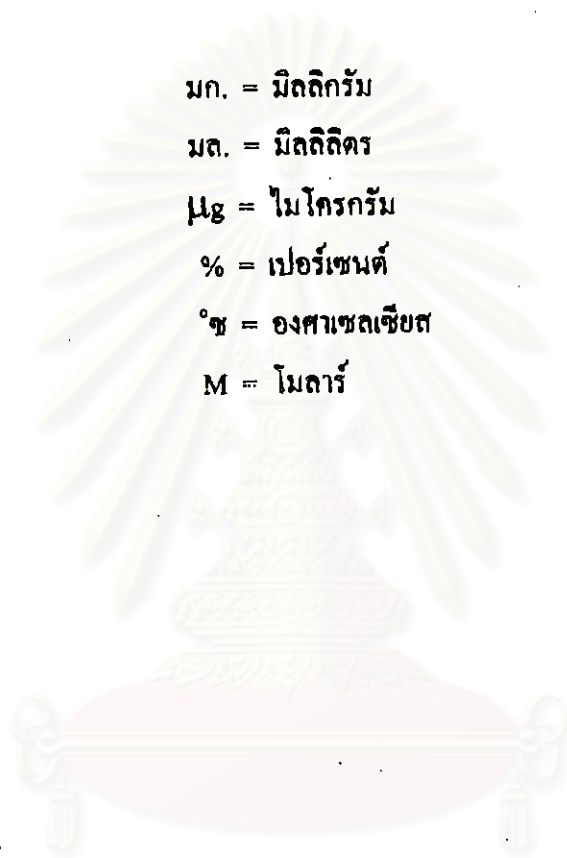 มก. = มิลลิกรัม
มล. = มิลลิลิตร
µg = ไมโครกรัม
% = เปอร์เซนต์
°ซ = องศาเซลเซียส
M = โมลาร์